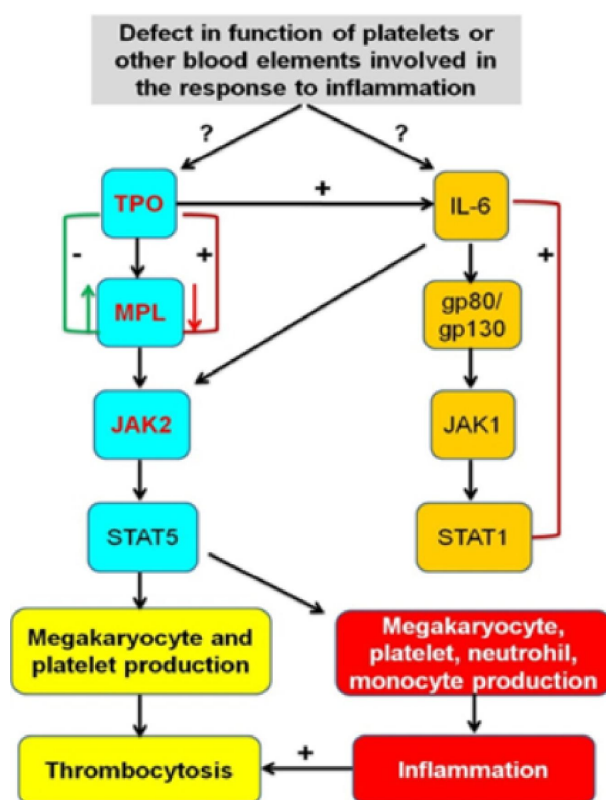 Defect in function of platelets or
other blood elements involved in
the response to inflammation
?
?
TPO
+
IL-6
-
+
+
MPL
gp80/
gp130
JAK2
JAK1
STAT5
STAT1
Megakaryocyte and
platelet production
Megakaryocyte,
platelet, neutrohil,
monocyte production
Thrombocytosis
+
Inflammation